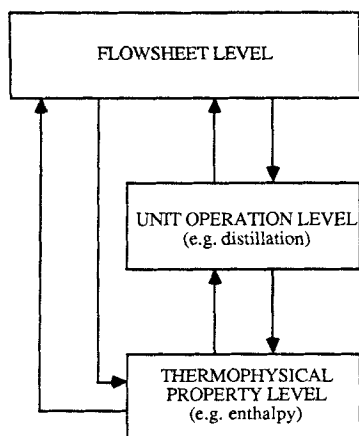 FLOWSHEET LEVEL
UNIT OPERATION LEVEL
(e.g. distillation)
THERMOPHYSICAL
PROPERTY LEVEL
(e.g. enthalpy)